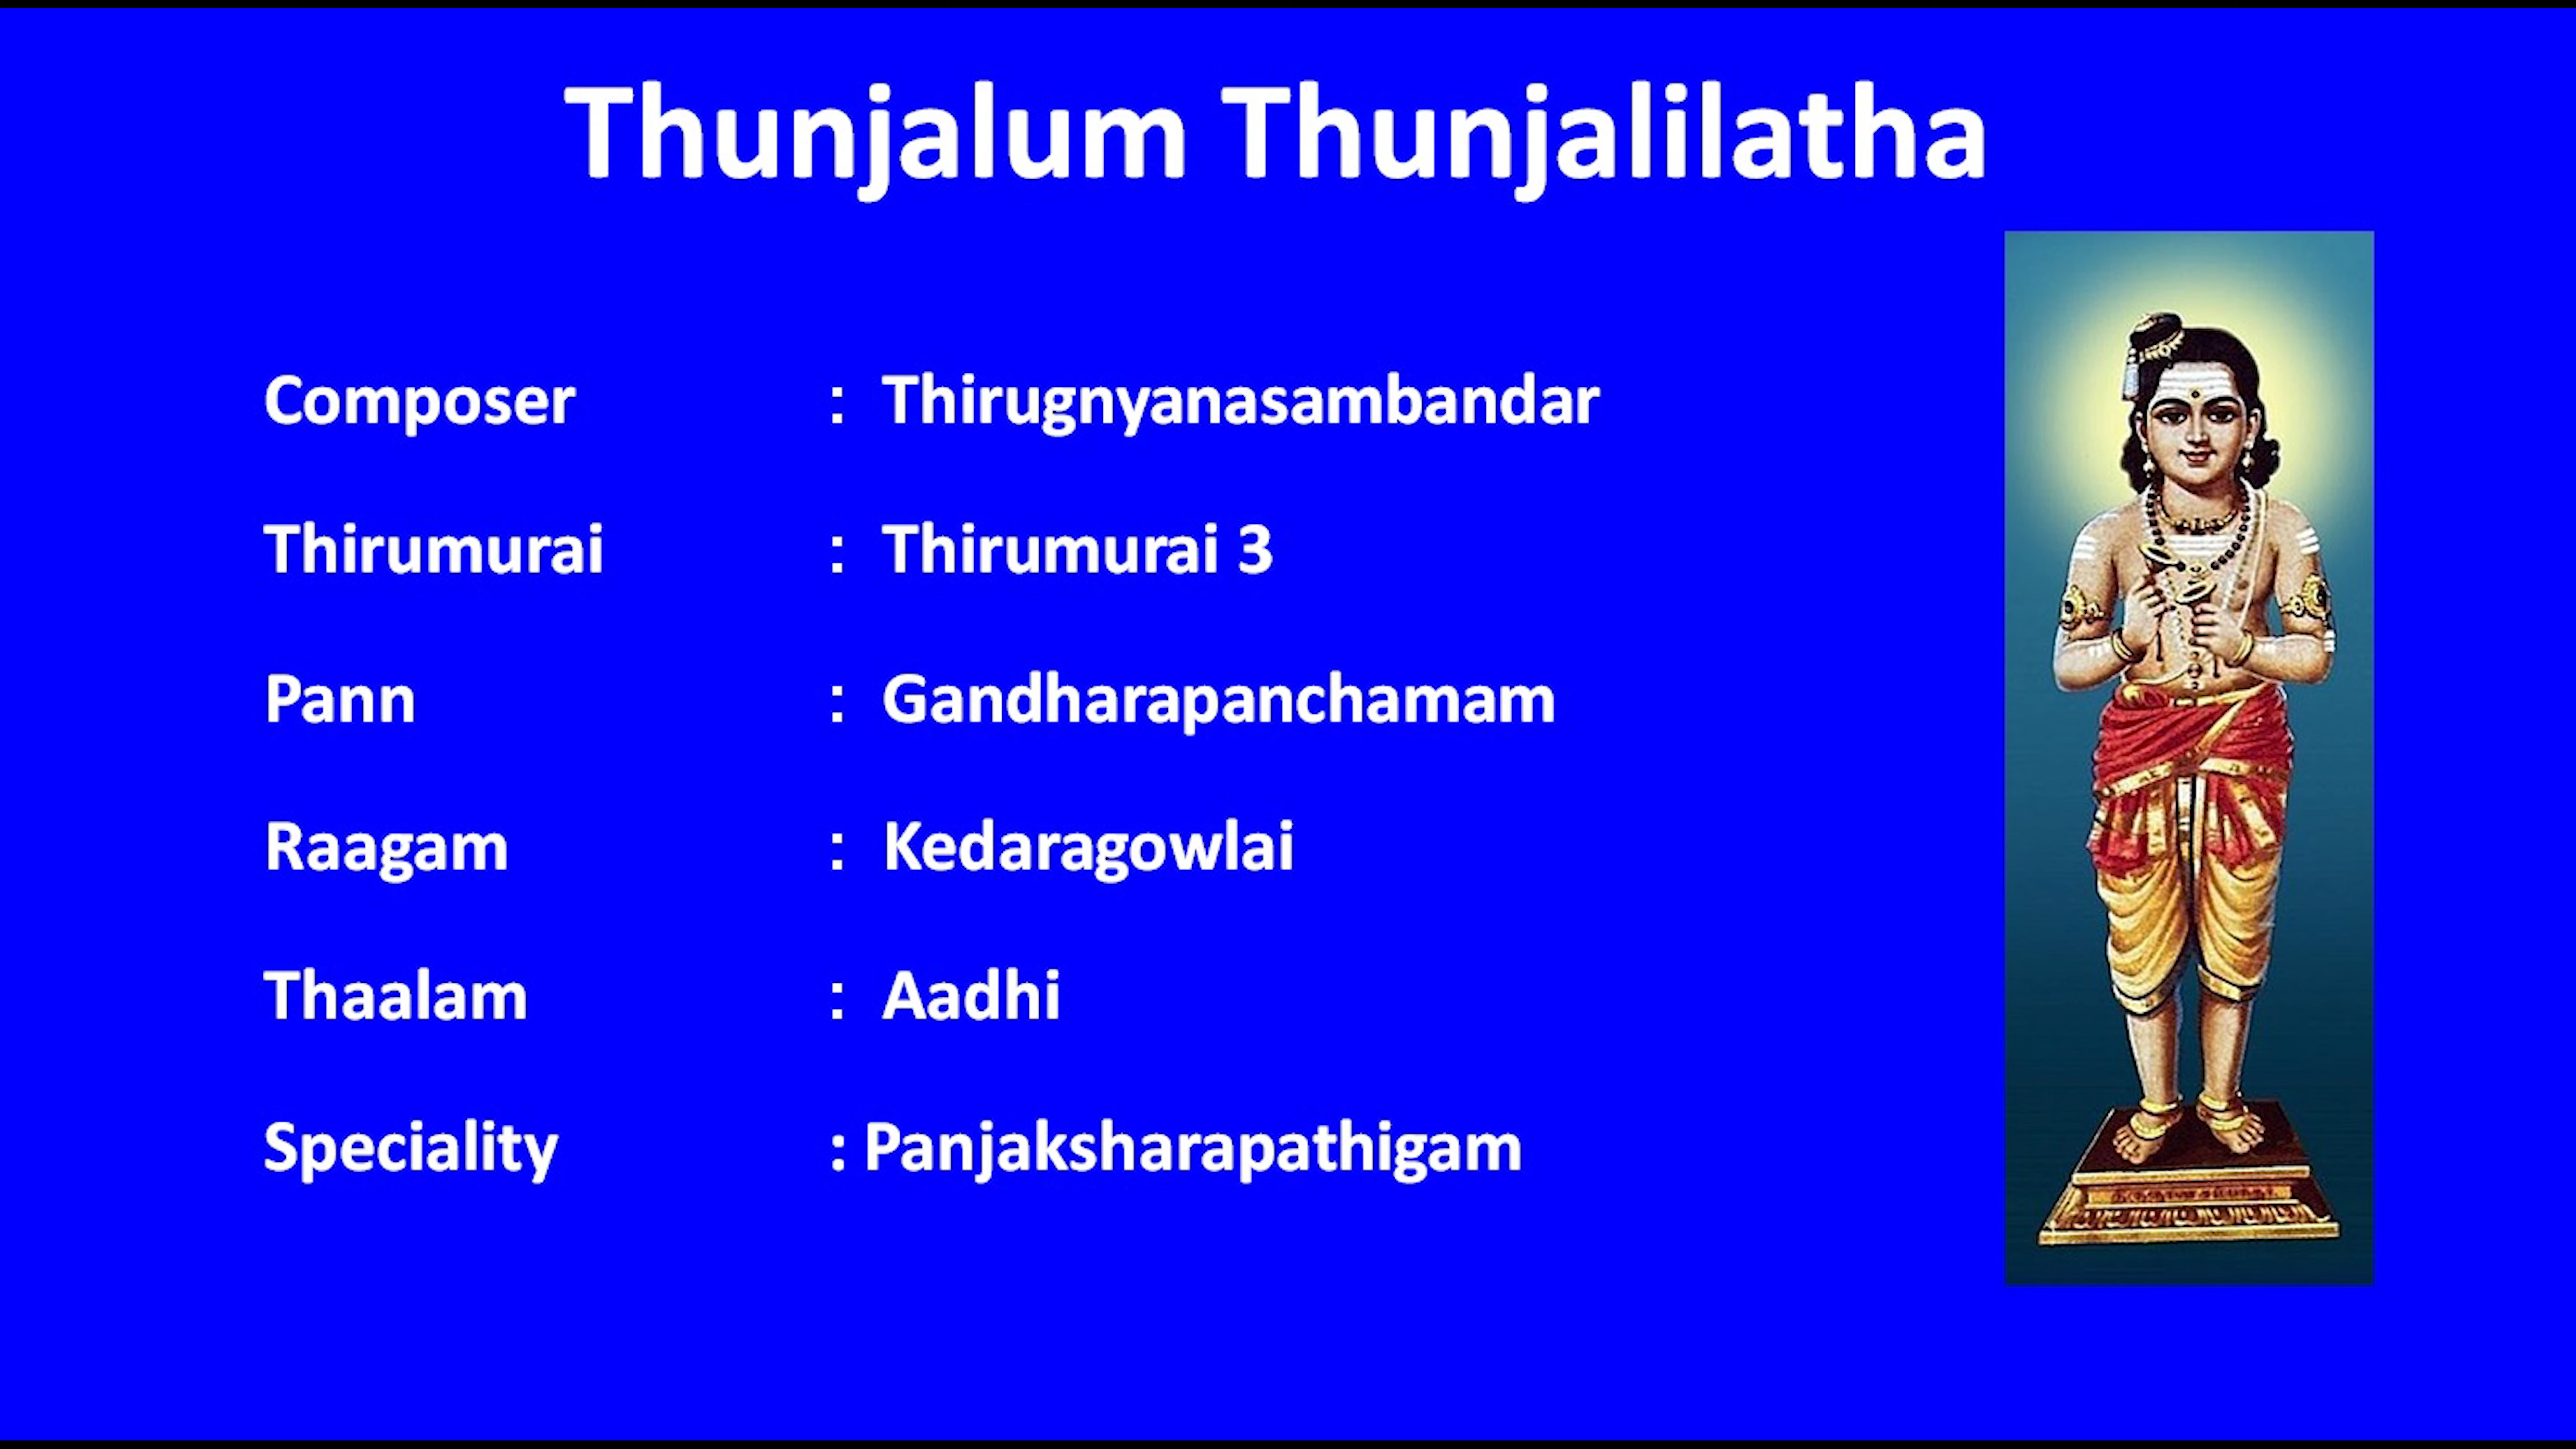 Thunjalum Thunjalilatha
Composer : Thirugnyanasambandar
Thirumurai : Thirumurai 3
Pann : Gandharapanchamam
Raagam : Kedaragowlai
Thaalam : Aadhi
Speciality : Panjaksharapathigam